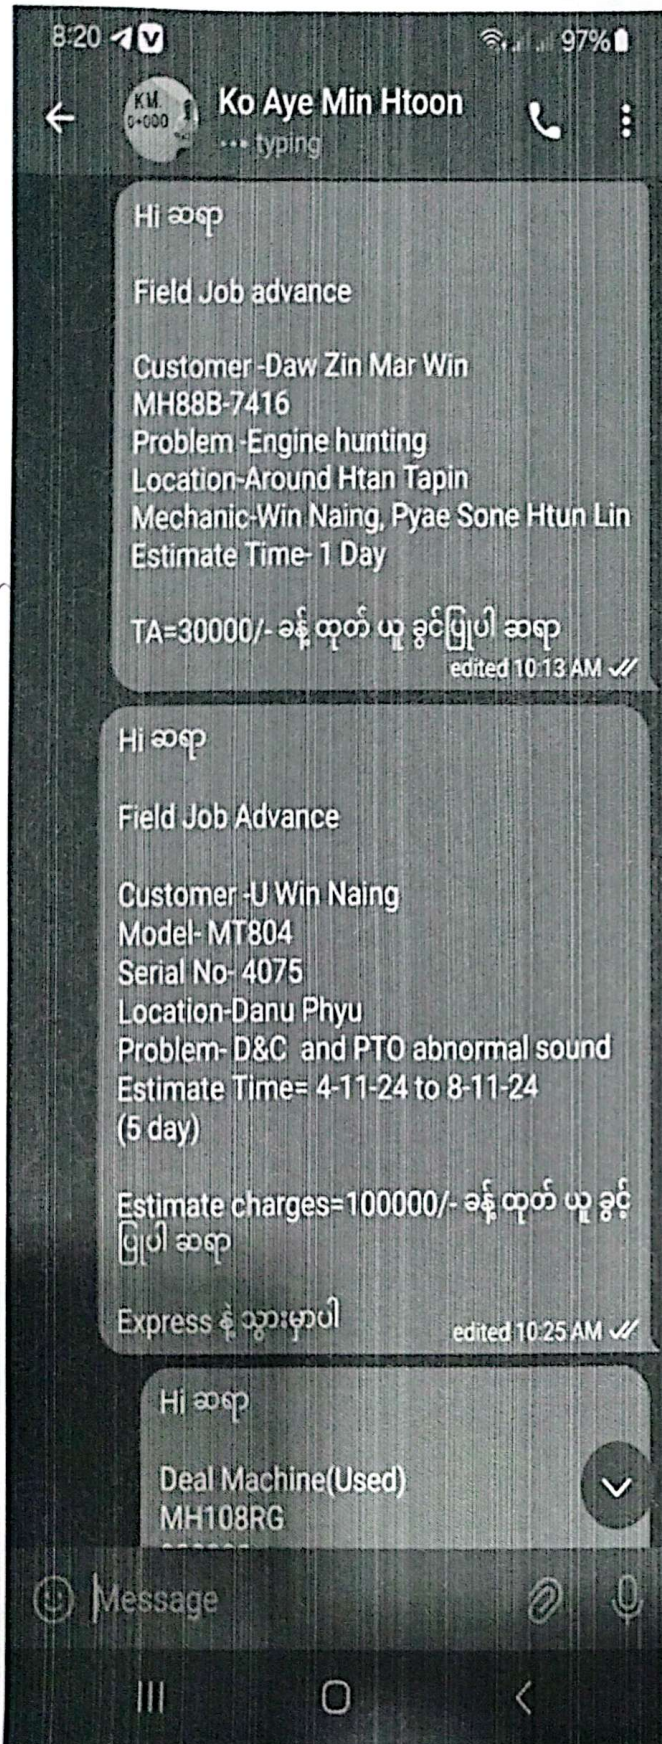 8:20
97%
KM.
0+000
Ko Aye Min Htoon
typing
Hi ဆရာ
Field Job advance
Customer -Daw Zin Mar Win
MH88B-7416
Problem -Engine hunting
Location-Around Htan Tapin
Mechanic-Win Naing, Pyae Sone Htun Lin
Estimate Time- 1 Day
TA=30000/- ခန့် ထုတ် ယူ ခွင်ပြုပါ ဆရာ
edited 10:13 AM
Hi ဆရာ
Field Job Advance
Customer -U Win Naing
Model- MT804
Serial No- 4075
Location-Danu Phyu
Problem- D&C and PTO abnormal sound
Estimate Time= 4-11-24 to 8-11-24
(5 day)
Estimate charges=100000/- ခန့် ထုတ် ယူ ခွင့်
ပြုပါ ဆရာ
Express နဲ့ သွားမှာပါ
edited 10:25 AM
Hi ဆရာ
Deal Machine(Used)
MH108RG
Message